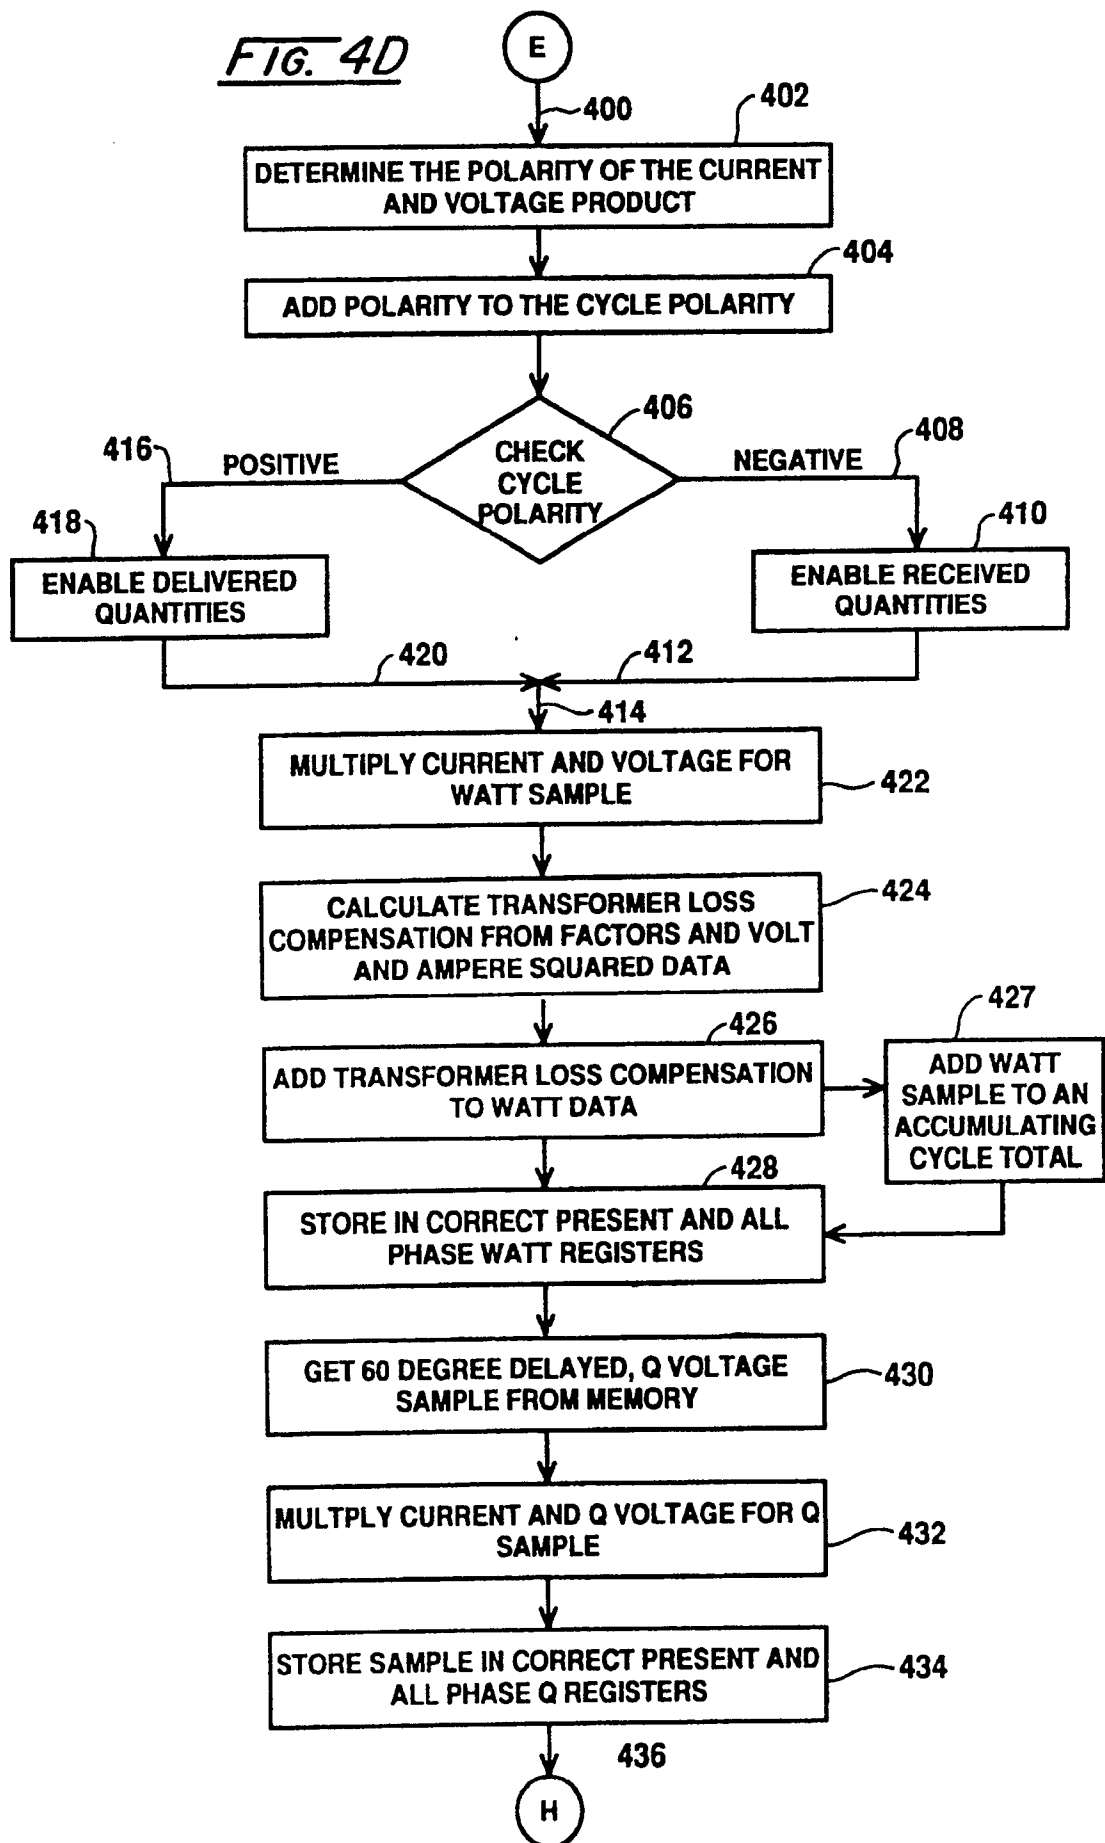 FIG. 4D
E
400
402
DETERMINE THE POLARITY OF THE CURRENT
AND VOLTAGE PRODUCT
404
ADD POLARITY TO THE CYCLE POLARITY
406
CHECK
CYCLE
POLARITY
416
POSITIVE
NEGATIVE
408
418
ENABLE DELIVERED
QUANTITIES
410
ENABLE RECEIVED
QUANTITIES
420
412
414
MULTIPLY CURRENT AND VOLTAGE FOR
WATT SAMPLE
422
CALCULATE TRANSFORMER LOSS
COMPENSATION FROM FACTORS AND VOLT
AND AMPERE SQUARED DATA
424
426
ADD TRANSFORMER LOSS COMPENSATION
TO WATT DATA
427
ADD WATT
SAMPLE TO AN
ACCUMULATING
CYCLE TOTAL
428
STORE IN CORRECT PRESENT AND ALL
PHASE WATT REGISTERS
GET 60 DEGREE DELAYED, Q VOLTAGE
SAMPLE FROM MEMORY
430
MULTPLY CURRENT AND Q VOLTAGE FOR Q
SAMPLE
432
STORE SAMPLE IN CORRECT PRESENT AND
ALL PHASE Q REGISTERS
434
436
H